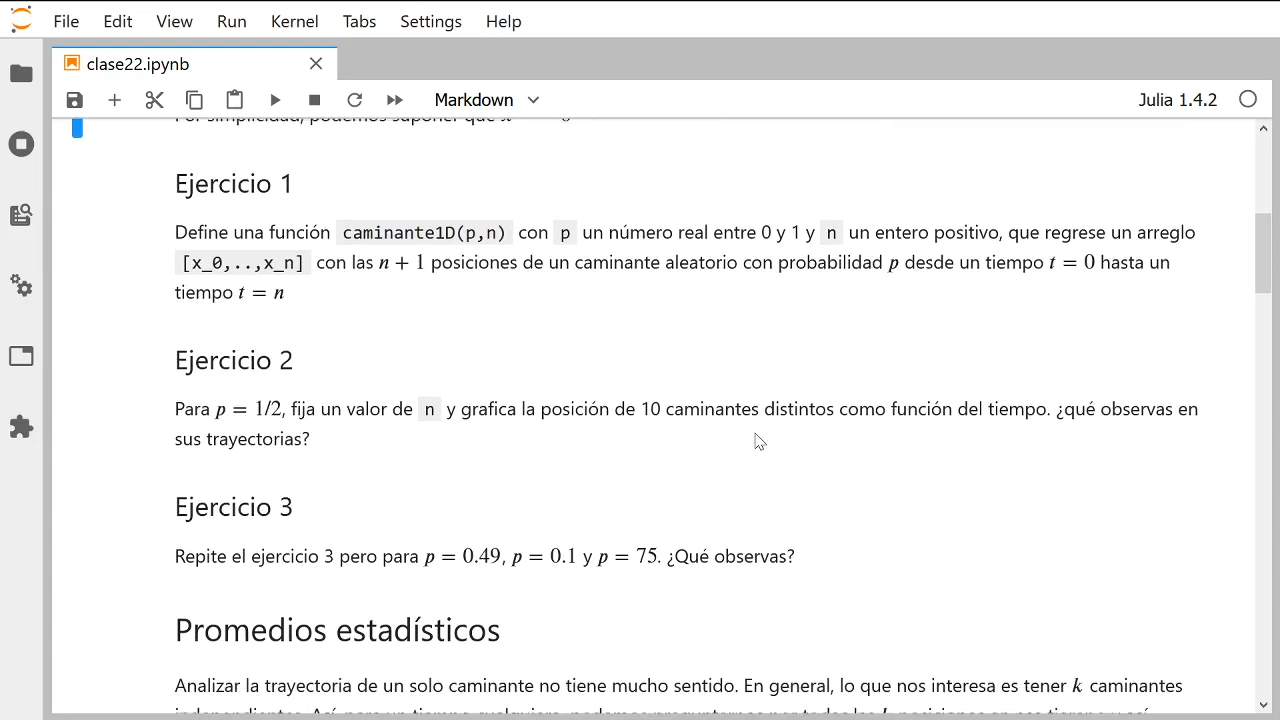 File Edit View Run Kernel Tabs Settings Help
clase22.ipynb
Markdown
Julia 1.4.2
Por simplicidad, podemos suponer que
Ejercicio 1
Define una función caminante1D(p,n) con p un número real entre 0 y 1 y n un entero positivo, que regrese un arreglo
[x_0,..,x_n] con las n + 1 posiciones de un caminante aleatorio con probabilidad p desde un tiempo t = 0 hasta un
tiempo t = n
Ejercicio 2
Para p = 1/2, fija un valor de n y grafica la posición de 10 caminantes distintos como función del tiempo. ¿qué observas en
sus trayectorias?
Ejercicio 3
Repite el ejercicio 3 pero para p = 0.49, p = 0.1 y p = 75. ¿Qué observas?
Promedios estadísticos
Analizar la trayectoria de un solo caminante no tiene mucho sentido. En general, lo que nos interesa es tener k caminantes